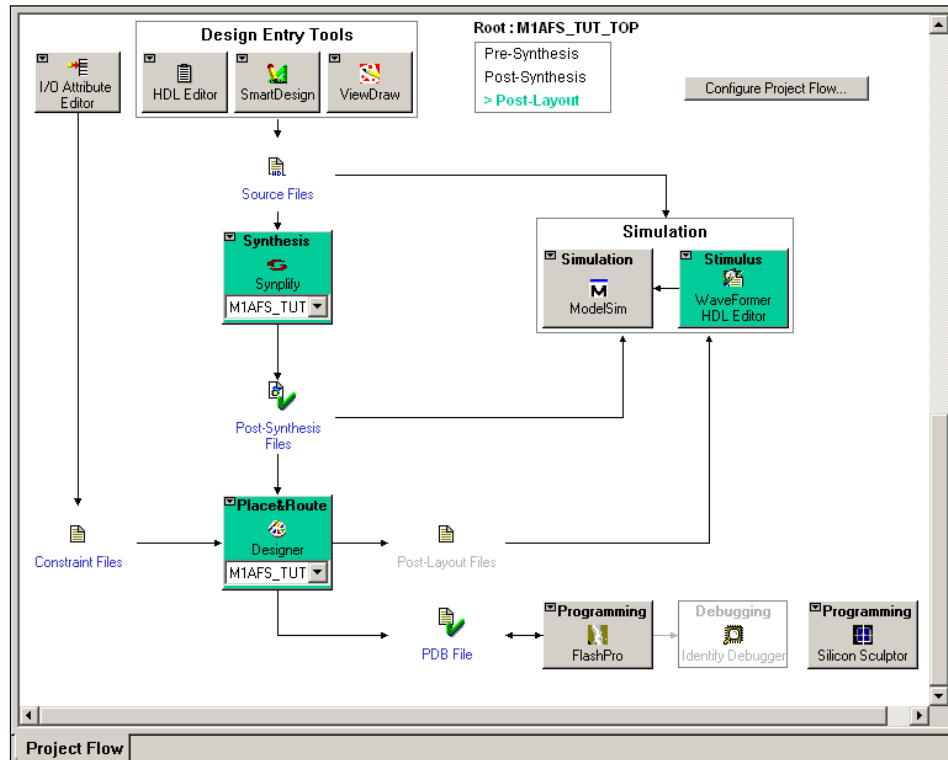 Design Entry Tools
Root : M1AFS_TUT_TOP
Pre-Synthesis
Post-Synthesis
> Post-Layout
Configure Project Flow...
I/O Attribute
Editor
HDL Editor
SmartDesign
ViewDraw
HDL
Source Files
Synthesis
Synplify
M1AFS_TUT
Simulation
Simulation
ModelSim
Stimulus
WaveFormer
HDL Editor
Post-Synthesis
Files
Place&Route
Designer
M1AFS_TUT
Constraint Files
Post-Layout Files
PDB File
Programming
FlashPro
Debugging
Identify Debugger
Programming
Silicon Sculptor
Project Flow